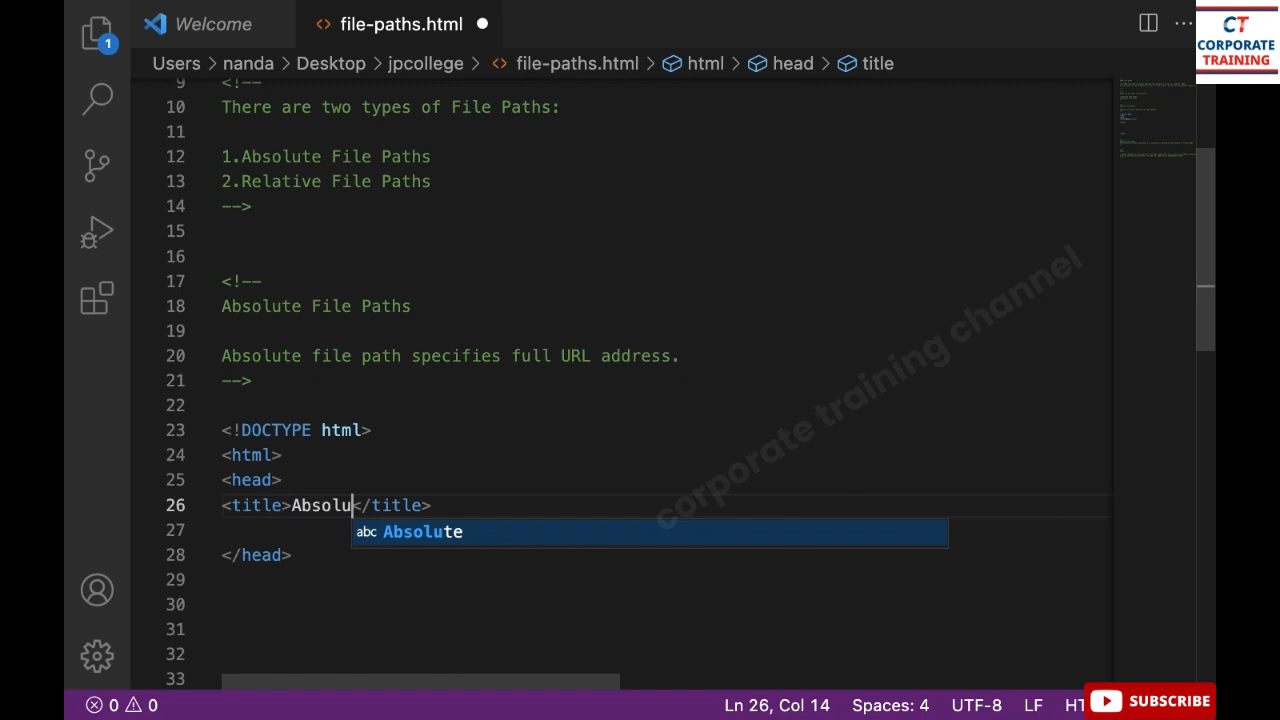 Welcome
file-paths.html
CT
CORPORATE
TRAINING
1
Users > nanda > Desktop > jpcollege > file-paths.html > html > head > title
9 <!--
10 There are two types of File Paths:
11
12 1.Absolute File Paths
13 2.Relative File Paths
14 -->
15
16
17 <!--
18 Absolute File Paths
19
20 Absolute file path specifies full URL address.
21 -->
22
23 <!DOCTYPE html>
24 <html>
25 <head>
26 <title>Absolu</title>
abc Absolute
27
28 </head>
29
30
31
32
33
corporate training channel
0 0
Ln 26, Col 14 Spaces: 4 UTF-8 LF HT
SUBSCRIBE